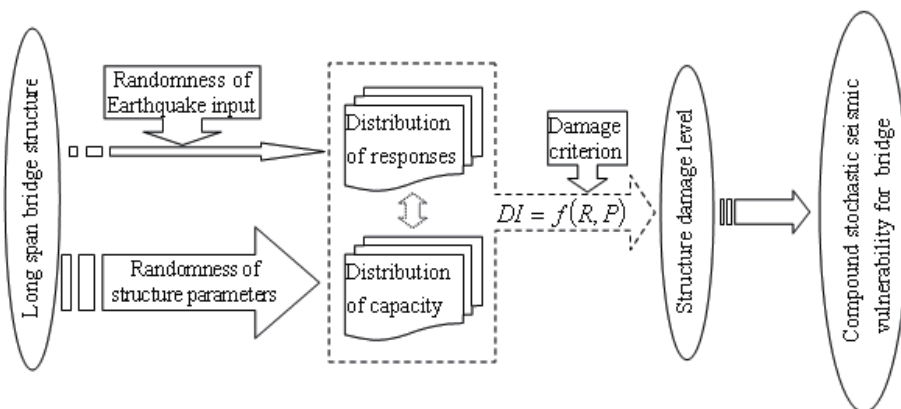 Long span bridge structure
Randomness of
Earthquake input
Randomness of
structure parameters
Distribution
of responses
Distribution
of capacity
Damage
criterion
DI = f(R, P)
Structure damage level
Compound stochastic seismic
vulnerability for bridge